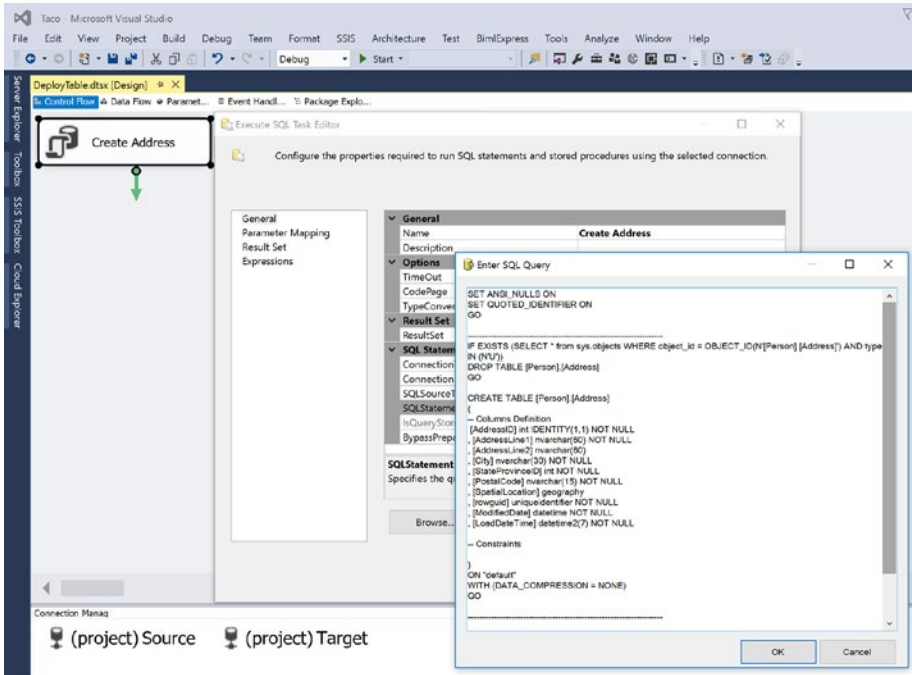 Taco - Microsoft Visual Studio
File Edit View Project Build Debug Team Format SSIS Architecture Test BimlExpress Tools Analyze Window Help
Debug Start
DeployTable.dtsx [Design]
Control Flow Data Flow Paramet... Event Handl... Package Explo...
Server Explorer
Toolbox
SSIS Toolbox
Cloud Explorer
Create Address
Execute SQL Task Editor
Configure the properties required to run SQL statements and stored procedures using the selected connection.
General
Parameter Mapping
Result Set
Expressions
General
Name Create Address
Description
Options
TimeOut
CodePage
TypeConver
Result Set
ResultSet
SQL Statem
Connection
Connection
SQLSourceT
SQLStateme
IsQueryStor
BypassPrepa
SQLStatement
Specifies the q
Browse...
Enter SQL Query
SET ANSI_NULLS ON
SET QUOTED_IDENTIFIER ON
GO
IF EXISTS (SELECT * from sys.objects WHERE object_id = OBJECT_ID(N'[Person].[Address]') AND type
IN (N'U'))
DROP TABLE [Person].[Address]
GO
CREATE TABLE [Person].[Address]
(
-- Columns Definition
[AddressID] int IDENTITY(1,1) NOT NULL
, [AddressLine1] nvarchar(60) NOT NULL
, [AddressLine2] nvarchar(60)
, [City] nvarchar(30) NOT NULL
, [StateProvinceID] int NOT NULL
, [PostalCode] nvarchar(15) NOT NULL
, [SpatialLocation] geography
, [rowguid] uniqueidentifier NOT NULL
, [ModifiedDate] datetime NOT NULL
, [LoadDateTime] datetime2(7) NOT NULL
-- Constraints
)
ON "default"
WITH (DATA_COMPRESSION = NONE)
GO
OK Cancel
Connection Manag
(project) Source (project) Target